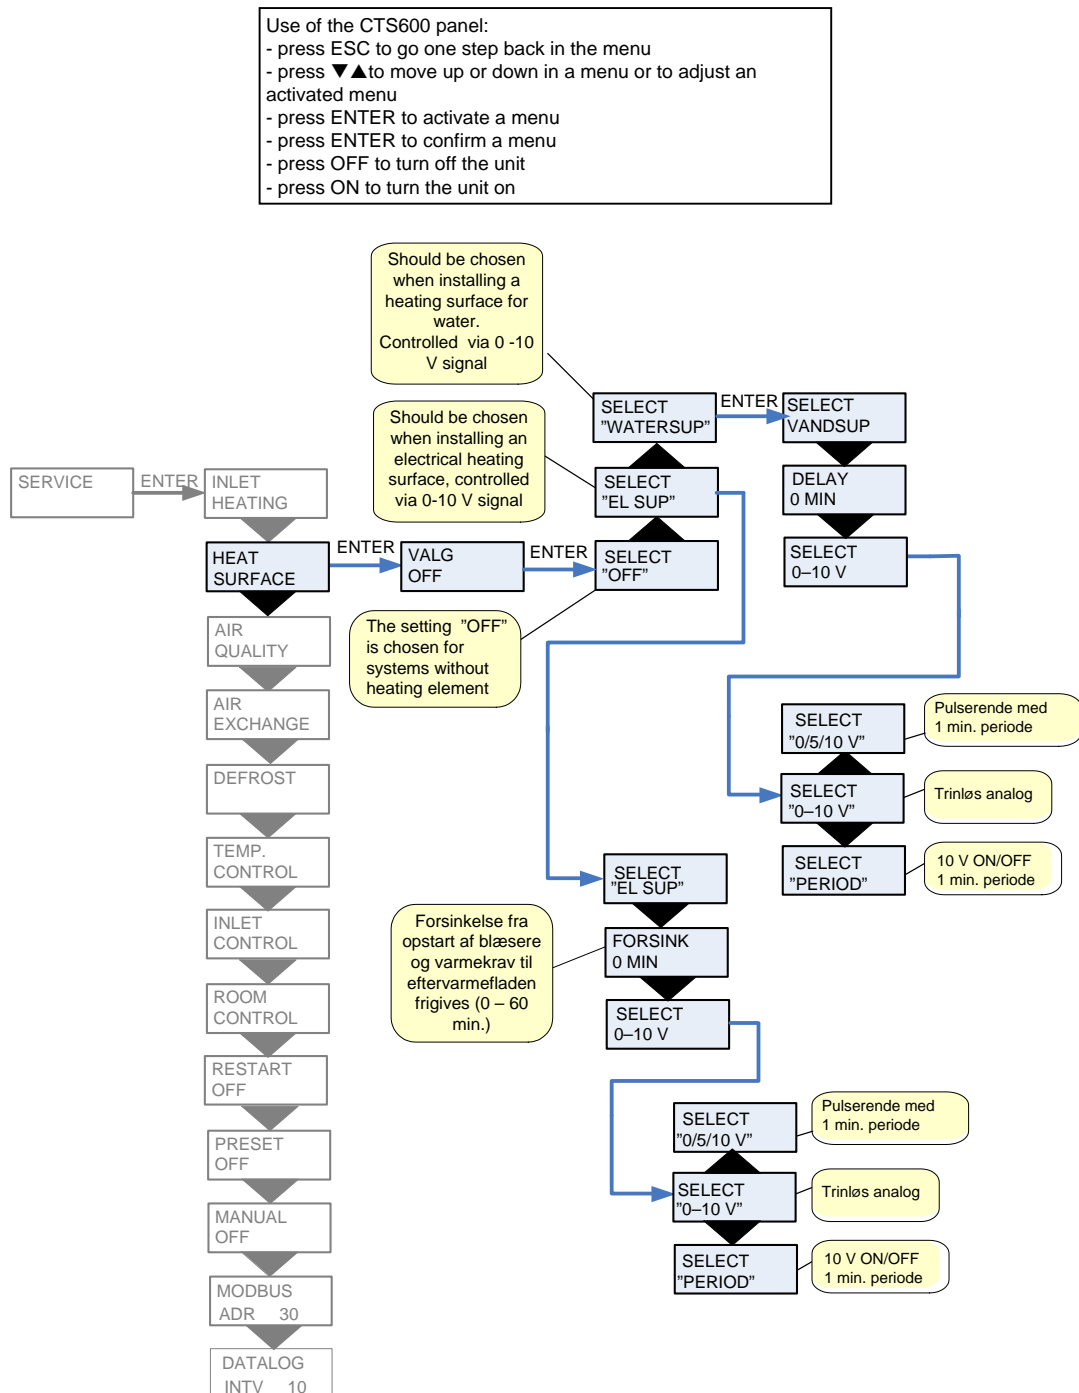 Use of the CTS600 panel:
- press ESC to go one step back in the menu
- press ▼▲to move up or down in a menu or to adjust an
activated menu
- press ENTER to activate a menu
- press ENTER to confirm a menu
- press OFF to turn off the unit
- press ON to turn the unit on
Should be chosen
when installing a
heating surface for
water.
Controlled via 0 -10
V signal
Should be chosen
when installing an
electrical heating
surface, controlled
via 0-10 V signal
SELECT
"WATERSUP"
ENTER
SELECT
VANDSUP
SELECT
"EL SUP"
DELAY
0 MIN
SERVICE
ENTER
INLET
HEATING
HEAT
SURFACE
ENTER
VALG
OFF
ENTER
SELECT
"OFF"
SELECT
0–10 V
The setting "OFF"
is chosen for
systems without
heating element
AIR
QUALITY
AIR
EXCHANGE
DEFROST
TEMP.
CONTROL
INLET
CONTROL
ROOM
CONTROL
RESTART
OFF
PRESET
OFF
MANUAL
OFF
MODBUS
ADR 30
DATALOG
INTV 10
SELECT
"0/5/10 V"
Pulserende med
1 min. periode
SELECT
"0–10 V"
Trinløs analog
SELECT
"PERIOD"
10 V ON/OFF
1 min. periode
SELECT
"EL SUP"
Forsinkelse fra
opstart af blæsere
og varmekrav til
eftervarmefladen
frigives (0 – 60
min.)
FORSINK
0 MIN
SELECT
0–10 V
SELECT
"0/5/10 V"
Pulserende med
1 min. periode
SELECT
"0–10 V"
Trinløs analog
SELECT
"PERIOD"
10 V ON/OFF
1 min. periode